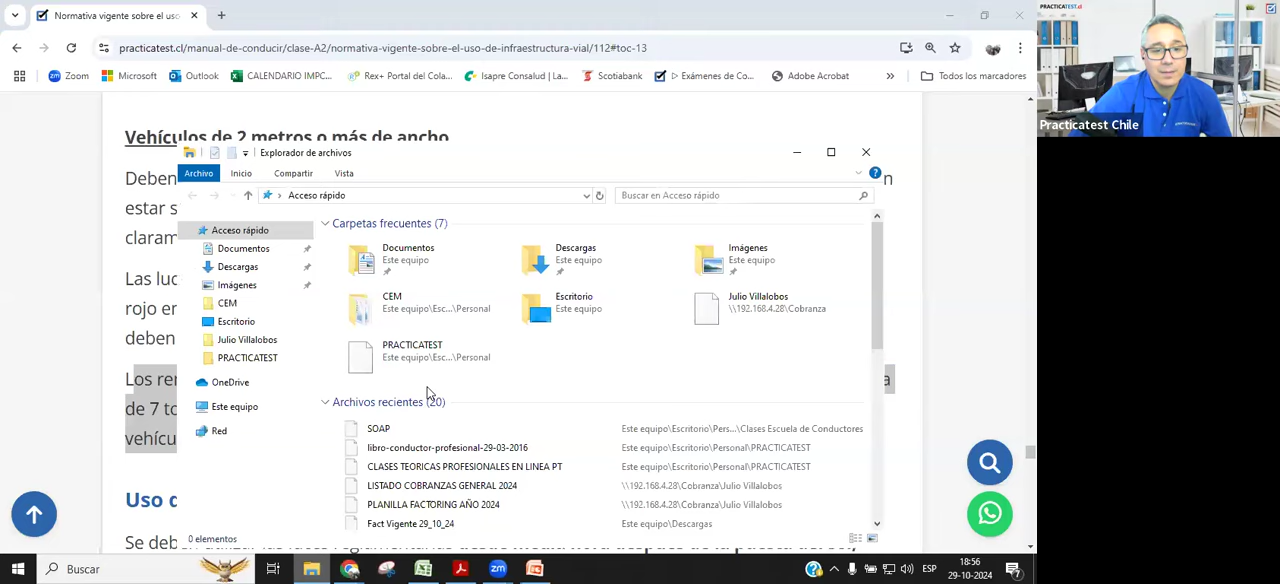 Normativa vigente sobre el uso
practicatest.cl/manual-de-conducir/clase-A2/normativa-vigente-sobre-el-uso-de-infraestructura-vial/112#toc-13
Zoom
Microsoft
Outlook
CALENDARIO IMPC...
Rex+ Portal del Cola...
Isapre Consalud | La...
Scotiabank
▷ Exámenes de Co...
Adobe Acrobat
»
Todos los marcadores
PRACTICATEST.cl
Practicatest Chile
Vehículos de 2 metros o más de ancho
Deben
n
estar s
claram
Las luc
rojo en
deben
Los rem
a
de 7 to
vehícu
Uso d
Explorador de archivos
Archivo
Inicio
Compartir
Vista
Acceso rápido
Buscar en Acceso rápido
Acceso rápido
Documentos
Descargas
Imágenes
CEM
Escritorio
Julio Villalobos
PRACTICATEST
OneDrive
Este equipo
Red
Carpetas frecuentes (7)
Documentos
Este equipo
Descargas
Este equipo
Imágenes
Este equipo
CEM
Este equipo\Esc...\Personal
Escritorio
Este equipo
Julio Villalobos
\\192.168.4.28\Cobranza
PRACTICATEST
Este equipo\Esc...\Personal
Archivos recientes (20)
SOAP Este equipo\Escritorio\Pers...\Clases Escuela de Conductores
libro-conductor-profesional-29-03-2016 Este equipo\Escritorio\Personal\PRACTICATEST
CLASES TEORICAS PROFESIONALES EN LINEA PT Este equipo\Escritorio\Personal\PRACTICATEST
LISTADO COBRANZAS GENERAL 2024 \\192.168.4.28\Cobranza\Julio Villalobos
PLANILLA FACTORING AÑO 2024 \\192.168.4.28\Cobranza\Julio Villalobos
Fact Vigente 29_10_24 Este equipo\Descargas
0 elementos
Buscar
ESP
18:56
29-10-2024
7